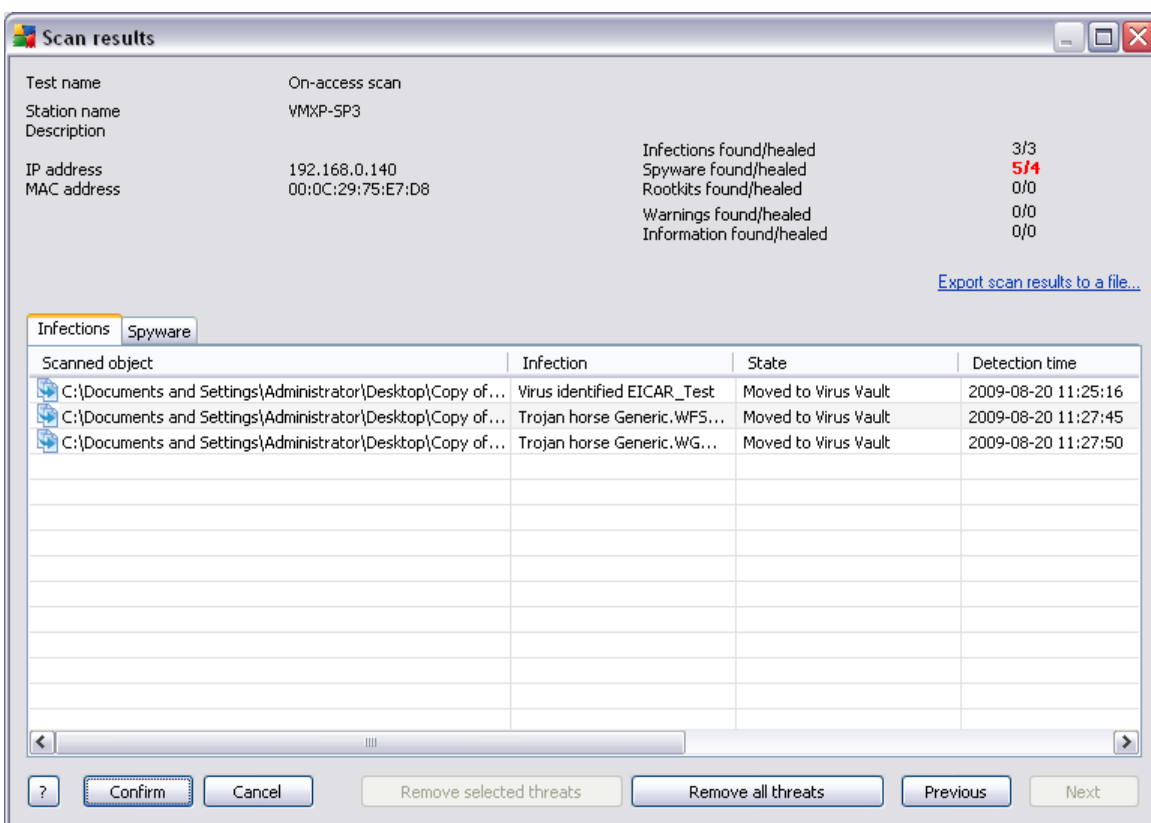 Scan results
Test name On-access scan
Station name VMXP-SP3
Description
IP address 192.168.0.140
MAC address 00:0C:29:75:E7:D8
Infections found/healed 3/3
Spyware found/healed 5/4
Rootkits found/healed 0/0
Warnings found/healed 0/0
Information found/healed 0/0
Export scan results to a file...
Infections Spyware
Scanned object Infection State Detection time
C:\Documents and Settings\Administrator\Desktop\Copy of... Virus identified EICAR_Test Moved to Virus Vault 2009-08-20 11:25:16
C:\Documents and Settings\Administrator\Desktop\Copy of... Trojan horse Generic.WFS... Moved to Virus Vault 2009-08-20 11:27:45
C:\Documents and Settings\Administrator\Desktop\Copy of... Trojan horse Generic.WG... Moved to Virus Vault 2009-08-20 11:27:50
? Confirm Cancel Remove selected threats Remove all threats Previous Next